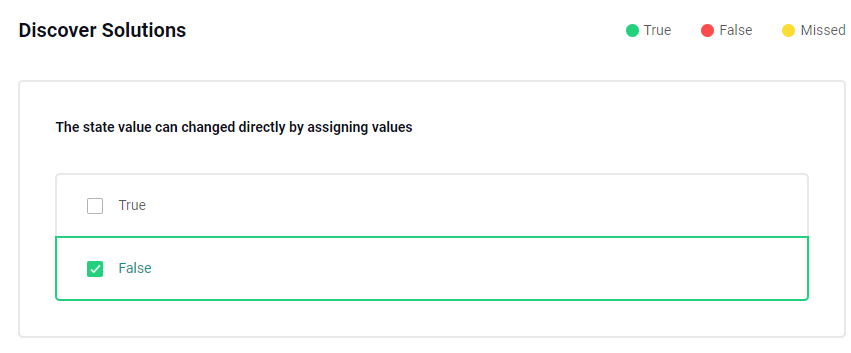 Discover Solutions
True False Missed
The state value can changed directly by assigning values
True
False